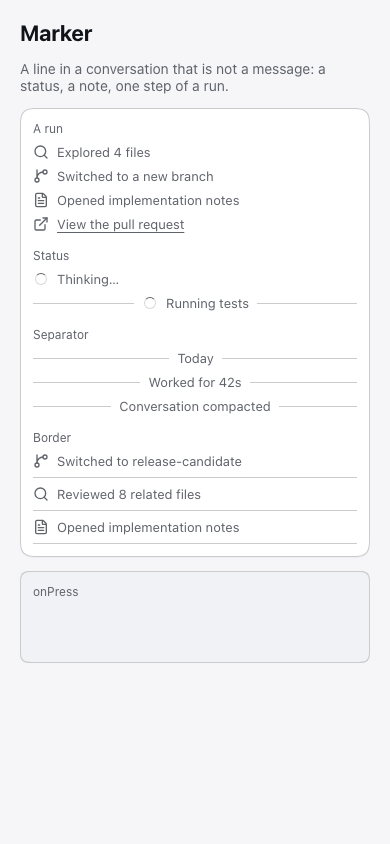 Marker
A line in a conversation that is not a message: a
status, a note, one step of a run.
A run
Explored 4 files
Switched to a new branch
Opened implementation notes
View the pull request
Status
Thinking…
Running tests
Separator
Today
Worked for 42s
Conversation compacted
Border
Switched to release-candidate
Reviewed 8 related files
Opened implementation notes
onPress